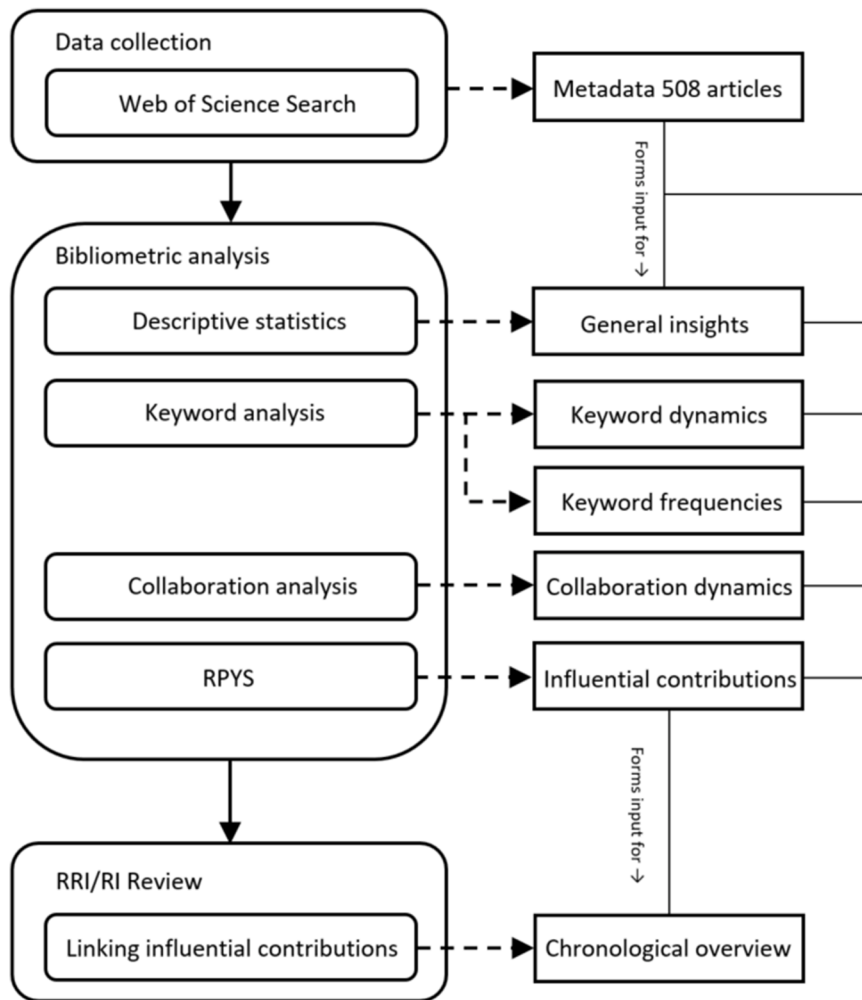 Data collection
Web of Science Search
Metadata 508 articles
Forms input for →
Bibliometric analysis
Descriptive statistics
General insights
Keyword analysis
Keyword dynamics
Keyword frequencies
Collaboration analysis
Collaboration dynamics
RPYS
Influential contributions
Forms input for →
RRI/RI Review
Linking influential contributions
Chronological overview